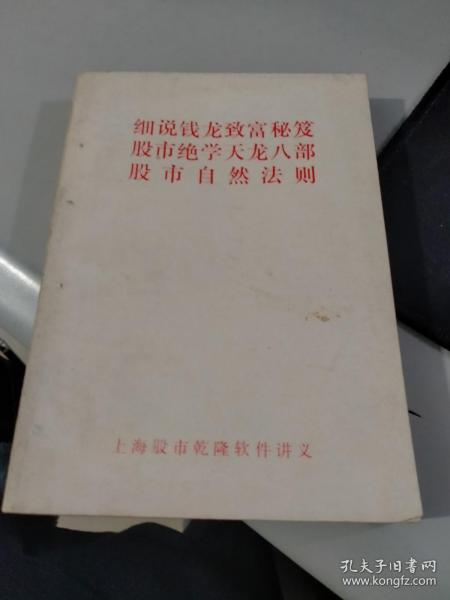 细说钱龙致富秘笈
股市绝学天龙八部
股市自然法则
上海股市乾隆软件讲义
孔夫子旧书网
www.kongfz.com